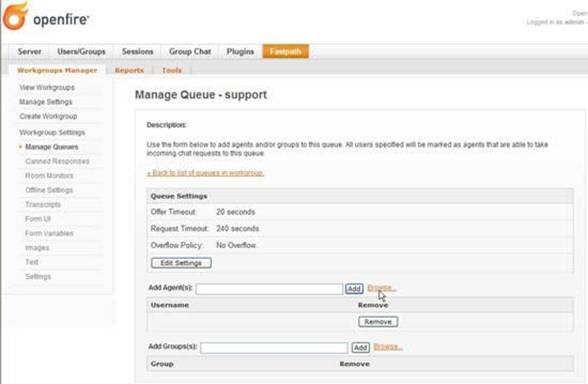 openfire
Open
Logged in as admin -
Server Users/Groups Sessions Group Chat Plugins Fastpath
Workgroups Manager Reports Tools
View Workgroups
Manage Settings
Create Workgroup
Workgroup Settings
Manage Queues
Canned Responses
Room Monitors
Offline Settings
Transcripts
Form UI
Form Variables
Images
Text
Settings
Manage Queue - support
Description:
Use the form below to add agents and/or groups to this queue. All users specified will be marked as agents that are able to take
incoming chat requests to this queue.
« Back to list of queues in workgroup.
Queue Settings
Offer Timeout: 20 seconds
Request Timeout: 240 seconds.
Overflow Policy: No Overflow.
Edit Settings
Add Agent(s): Add Browse...
Username Remove
Remove
Add Groups(s): Add Browse...
Group Remove